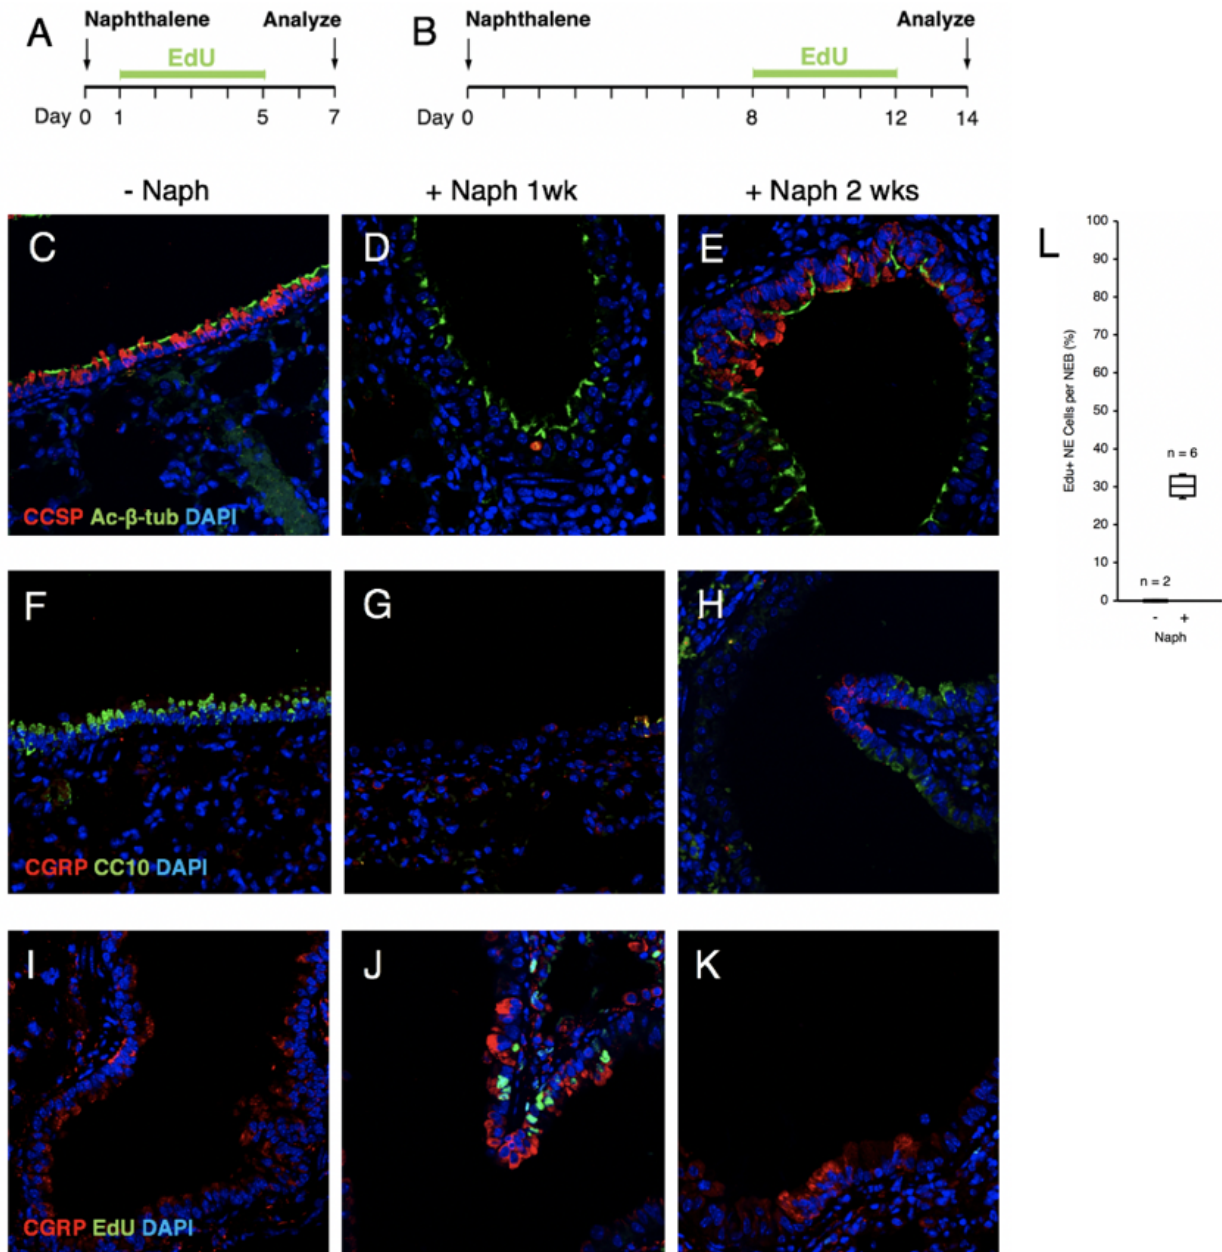 A
Naphthalene Analyze
EdU
Day 0 1 5 7
B
Naphthalene Analyze
EdU
Day 0 8 12 14
- Naph + Naph 1wk + Naph 2 wks
C
CCSP Ac-β-tub DAPI
D
E
F
CGRP CC10 DAPI
G
H
I
CGRP EdU DAPI
J
K
L
Edu+ NE Cells per NEB (%)
100
90
80
70
60
50
40
30
20
10
0
n = 6
n = 2
- +
Naph